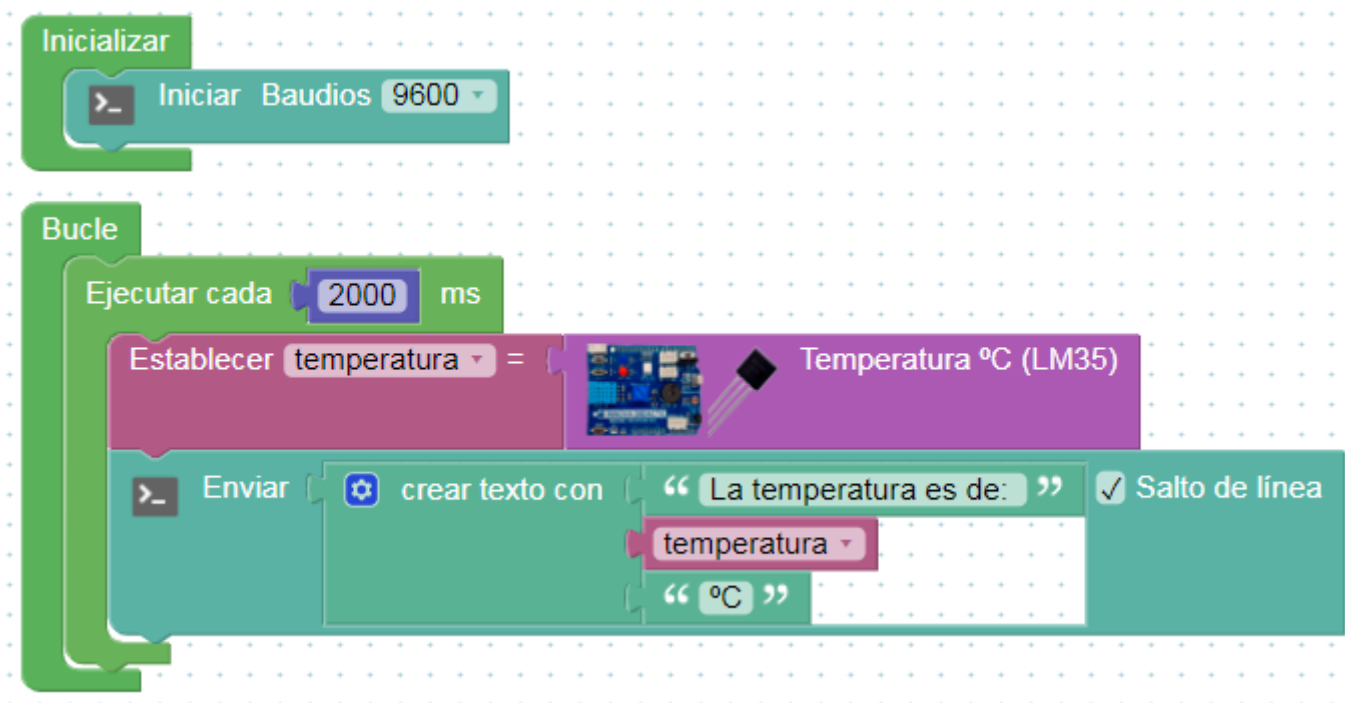 Inicializar
>_ Iniciar Baudios 9600
Bucle
Ejecutar cada 2000 ms
Establecer temperatura = Temperatura ºC (LM35)
>_ Enviar crear texto con “ La temperatura es de: ” ✓ Salto de línea
temperatura
“ ºC ”